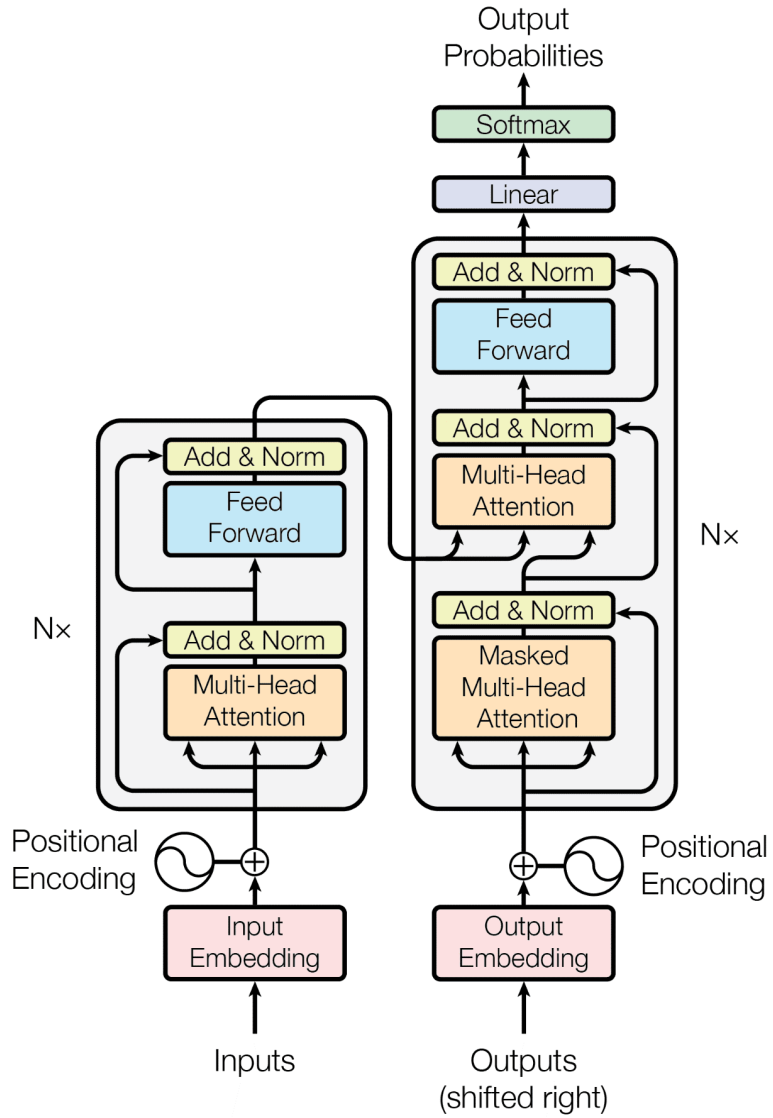 Output
Probabilities
Softmax
Linear
Add & Norm
Feed
Forward
Add & Norm
Multi-Head
Attention
Add & Norm
Masked
Multi-Head
Attention
N×
Add & Norm
Feed
Forward
Add & Norm
Multi-Head
Attention
N×
Positional
Encoding
Positional
Encoding
Input
Embedding
Output
Embedding
Inputs
Outputs
(shifted right)